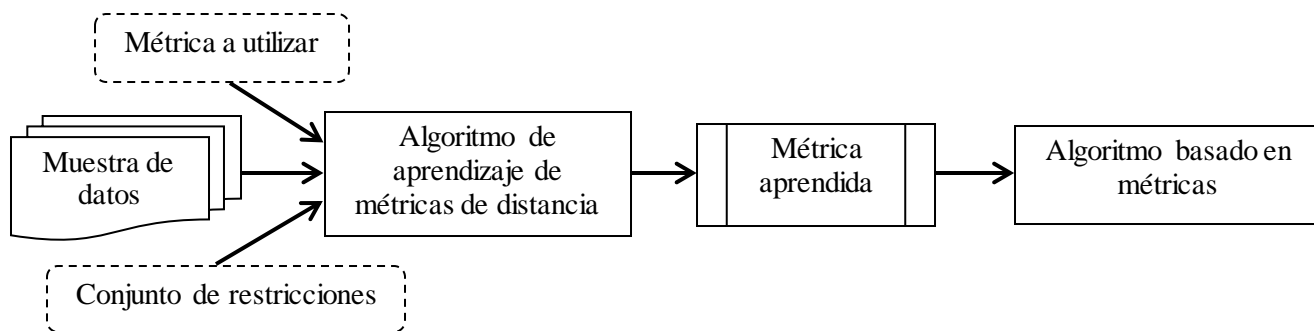 Métrica a utilizar
Muestra de
datos
Conjunto de restricciones
Algoritmo de
aprendizaje de
métricas de distancia
Métrica
aprendida
Algoritmo basado en
métricas